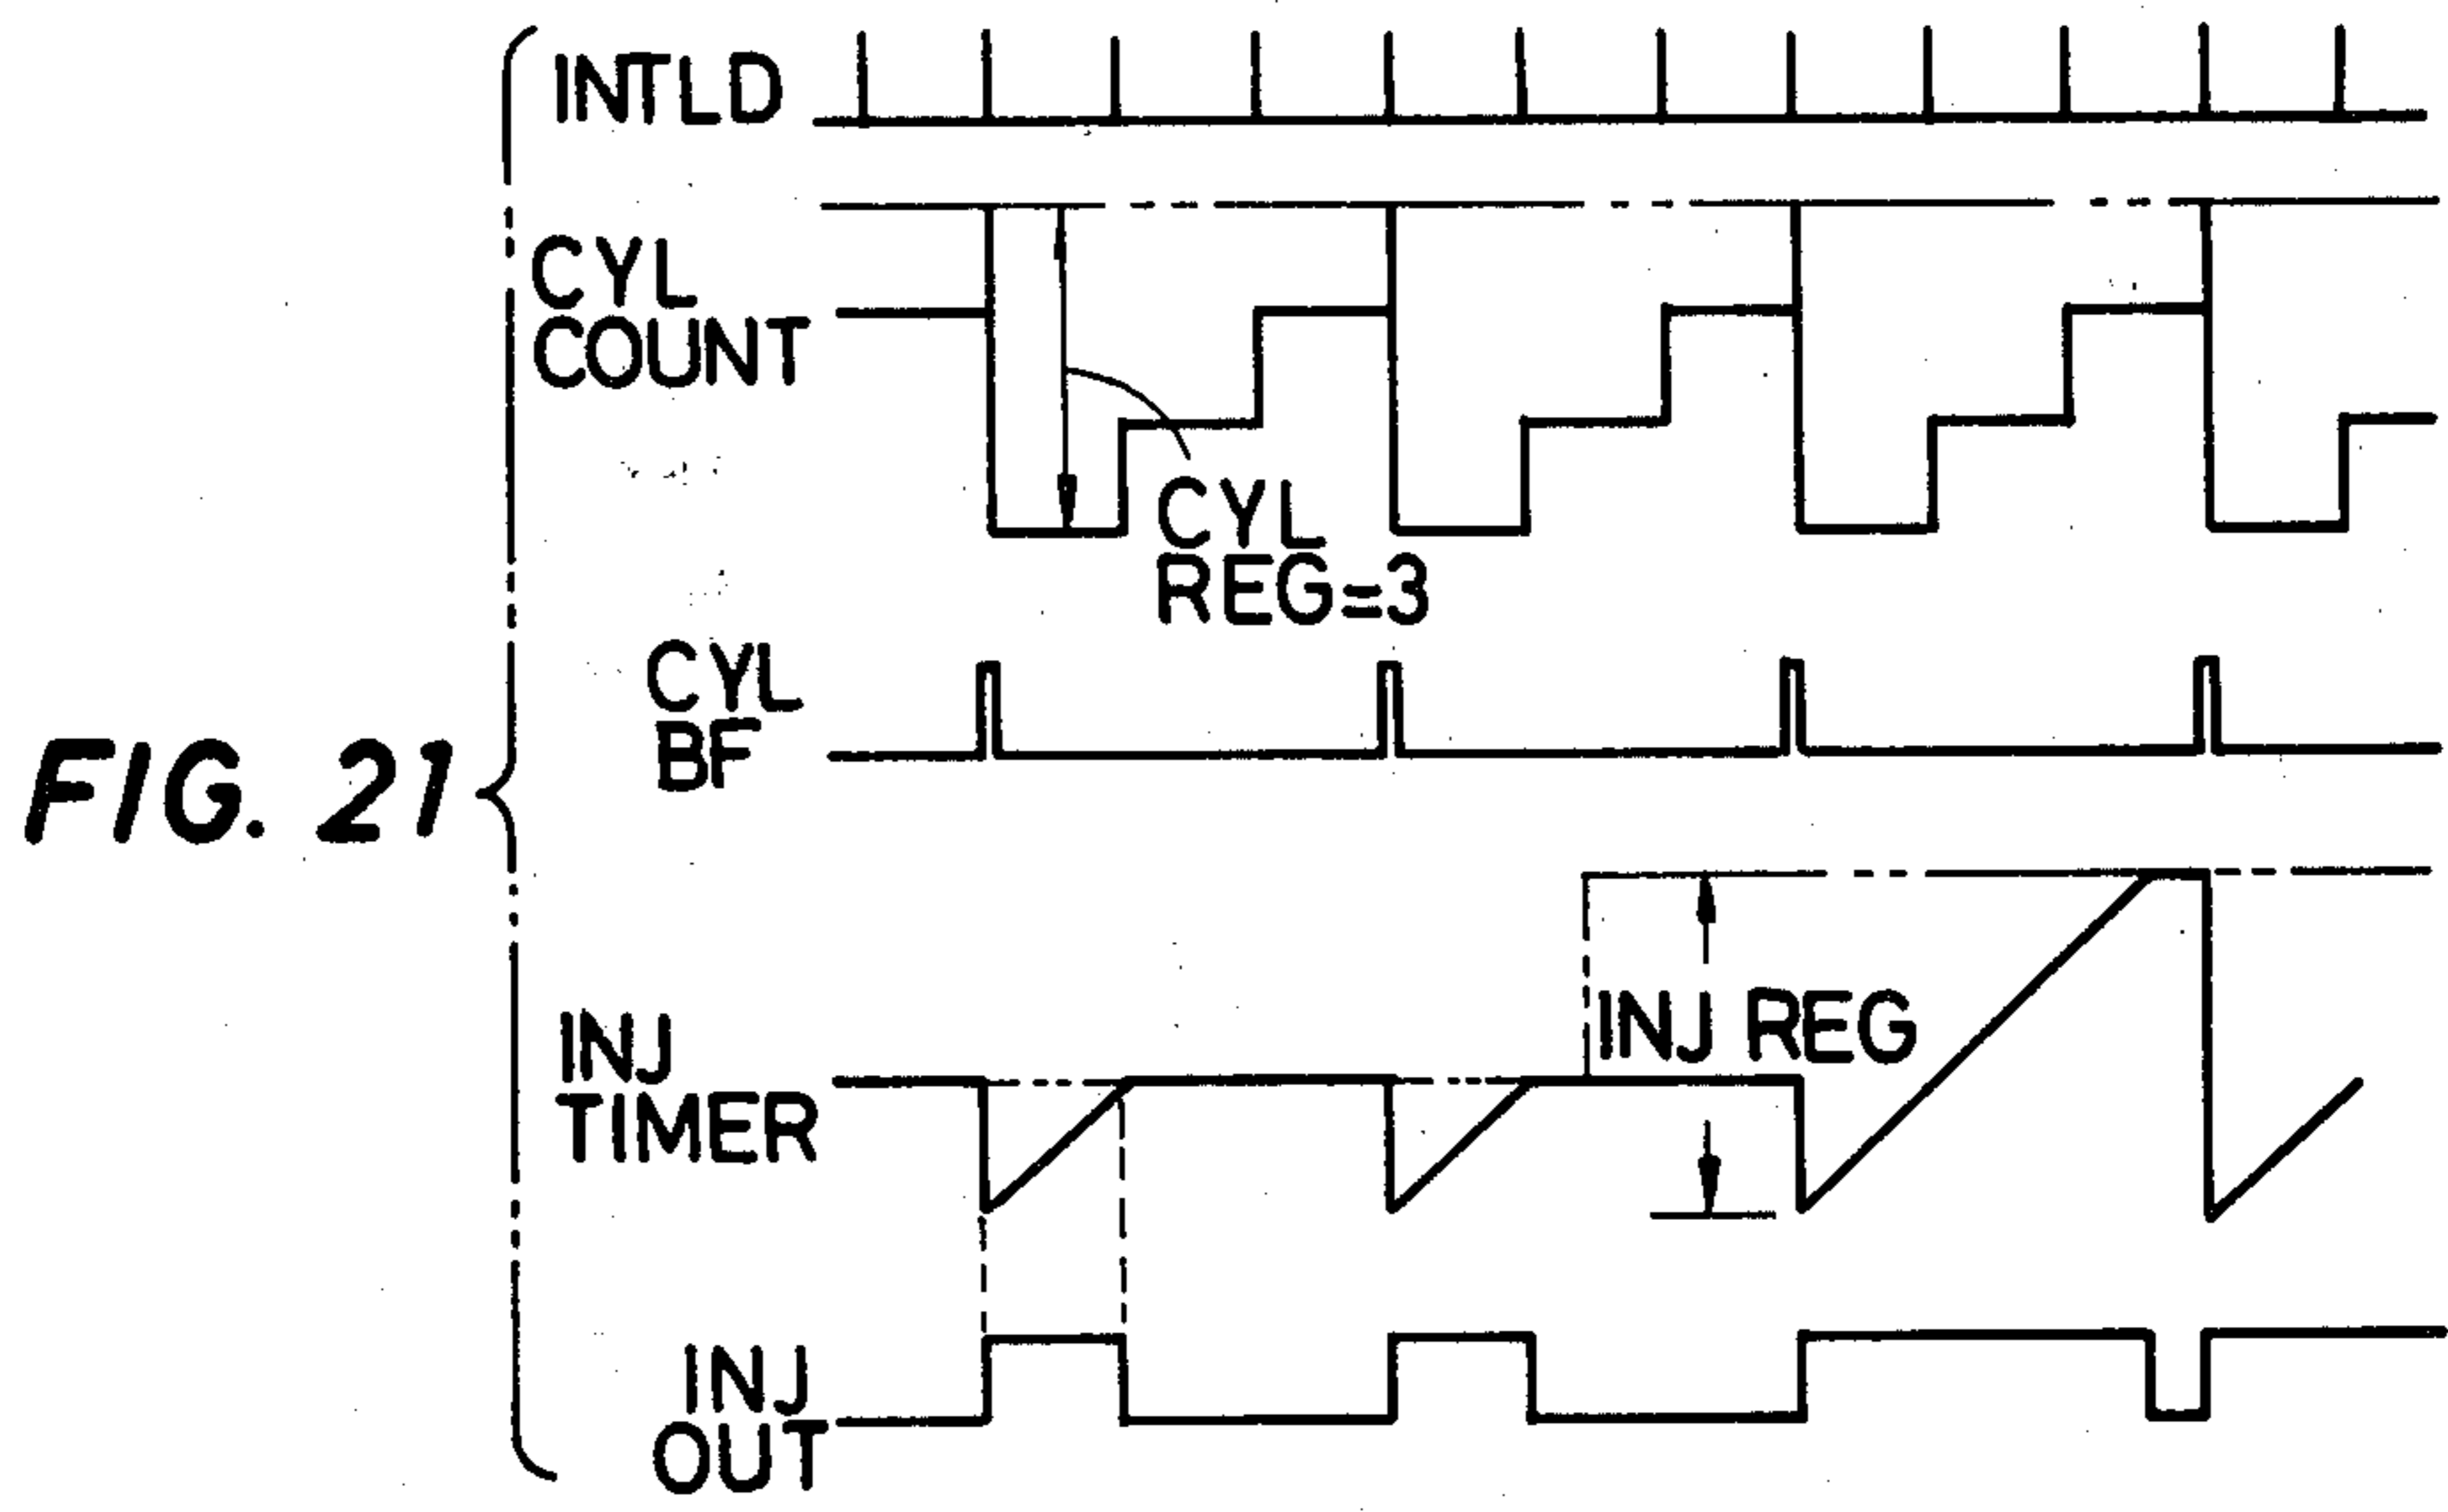 INTLD
CYL
COUNT
CYL
REG=3
CYL
BF
FIG. 21
INJ REG
INJ
TIMER
INJ
OUT